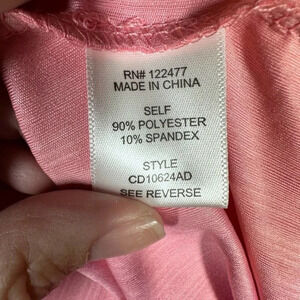 RN# 122477
MADE IN CHINA
SELF
90% POLYESTER
10% SPANDEX
STYLE
CD10624AD
SEE REVERSE